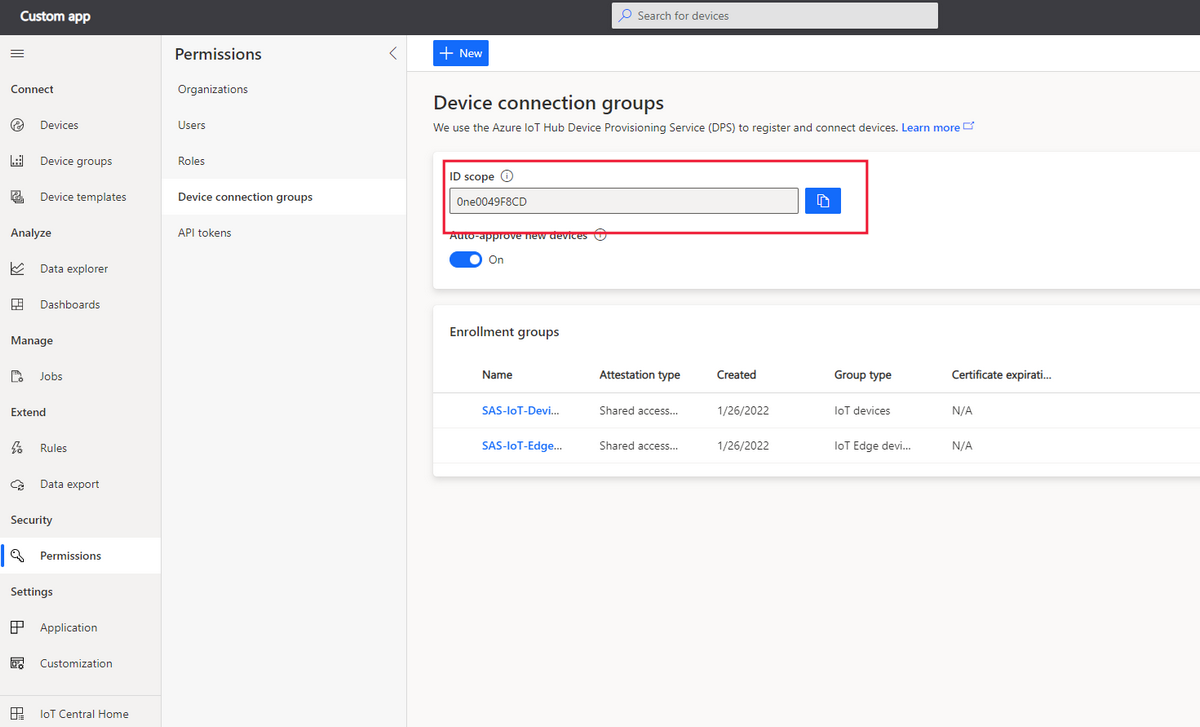 Custom app
Search for devices
Connect
Devices
Device groups
Device templates
Analyze
Data explorer
Dashboards
Manage
Jobs
Extend
Rules
Data export
Security
Permissions
Settings
Application
Customization
IoT Central Home
Permissions
Organizations
Users
Roles
Device connection groups
API tokens
New
Device connection groups
We use the Azure IoT Hub Device Provisioning Service (DPS) to register and connect devices. Learn more
ID scope
0ne0049F8CD
Auto-approve new devices
On
Enrollment groups
Name Attestation type Created Group type Certificate expirati...
SAS-IoT-Devi... Shared access... 1/26/2022 IoT devices N/A
SAS-IoT-Edge... Shared access... 1/26/2022 IoT Edge devi... N/A